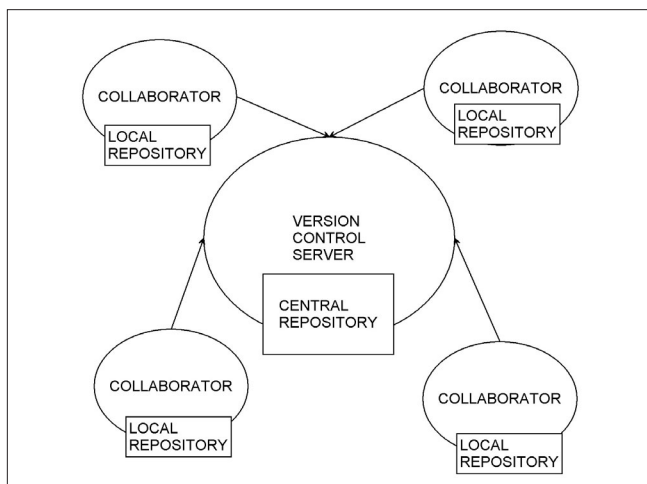 COLLABORATOR
LOCAL
REPOSITORY
COLLABORATOR
LOCAL
REPOSITORY
VERSION
CONTROL
SERVER
CENTRAL
REPOSITORY
COLLABORATOR
LOCAL
REPOSITORY
COLLABORATOR
LOCAL
REPOSITORY